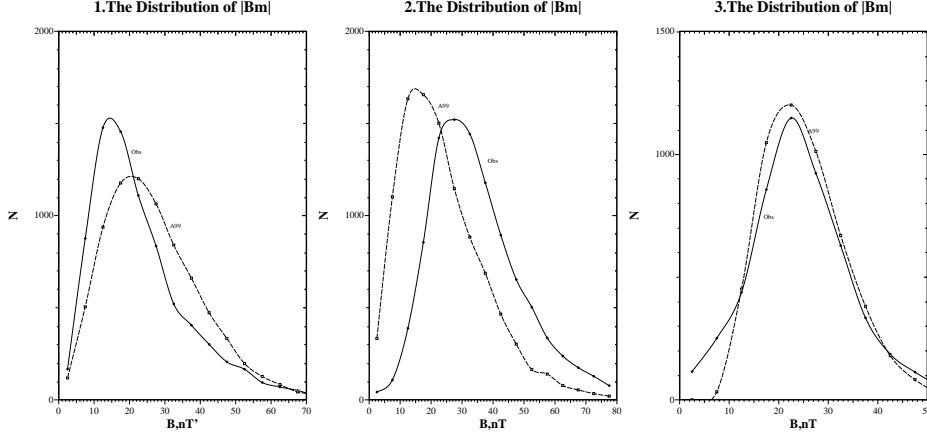 1.The Distribution of |Bm|
2000
1000
0
N
Obs
A99
0 10 20 30 40 50 60 70
B,nT’
2.The Distribution of |Bm|
2000
1000
0
N
A99
Obs
0 10 20 30 40 50 60 70 80
B,nT
3.The Distribution of |Bm|
1500
1000
0
N
A99
Obs
0 10 20 30 40 50
B,nT